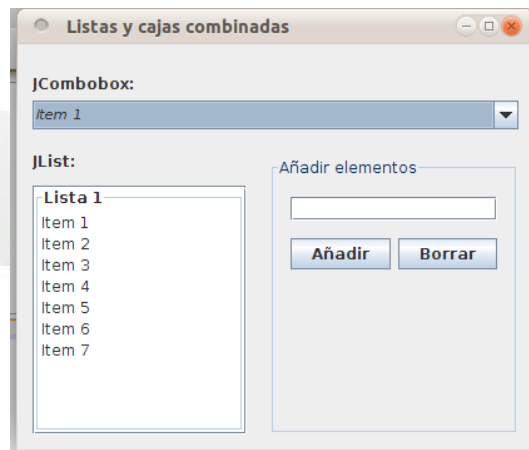 Listas y cajas combinadas
JCombobox:
Item 1
JList:
Lista 1
Item 1
Item 2
Item 3
Item 4
Item 5
Item 6
Item 7
Añadir elementos
Añadir
Borrar